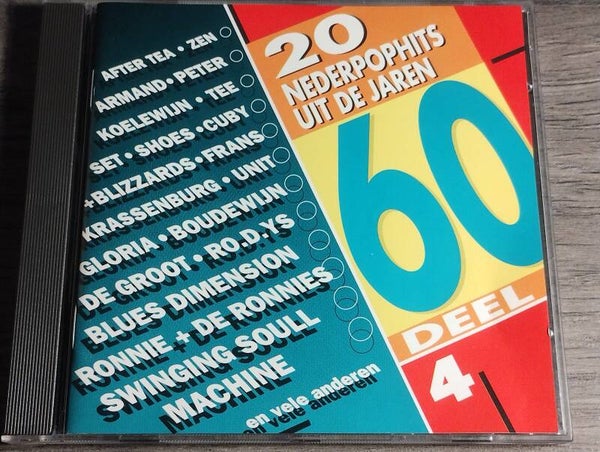 AFTER TEA • ZEN
ARMAND • PETER
KOELEWIJN • TEE
SET • SHOES • CUBY
+ BLIZZARDS • FRANS
KRASSENBURG • UNIT
GLORIA • BOUDEWIJN
DE GROOT • RO.D.YS
BLUES DIMENSION
RONNIE + DE RONNIES
SWINGING SOULL
MACHINE
en vele anderen
20
NEDERPOPHITS
UIT DE JAREN
60
DEEL
4